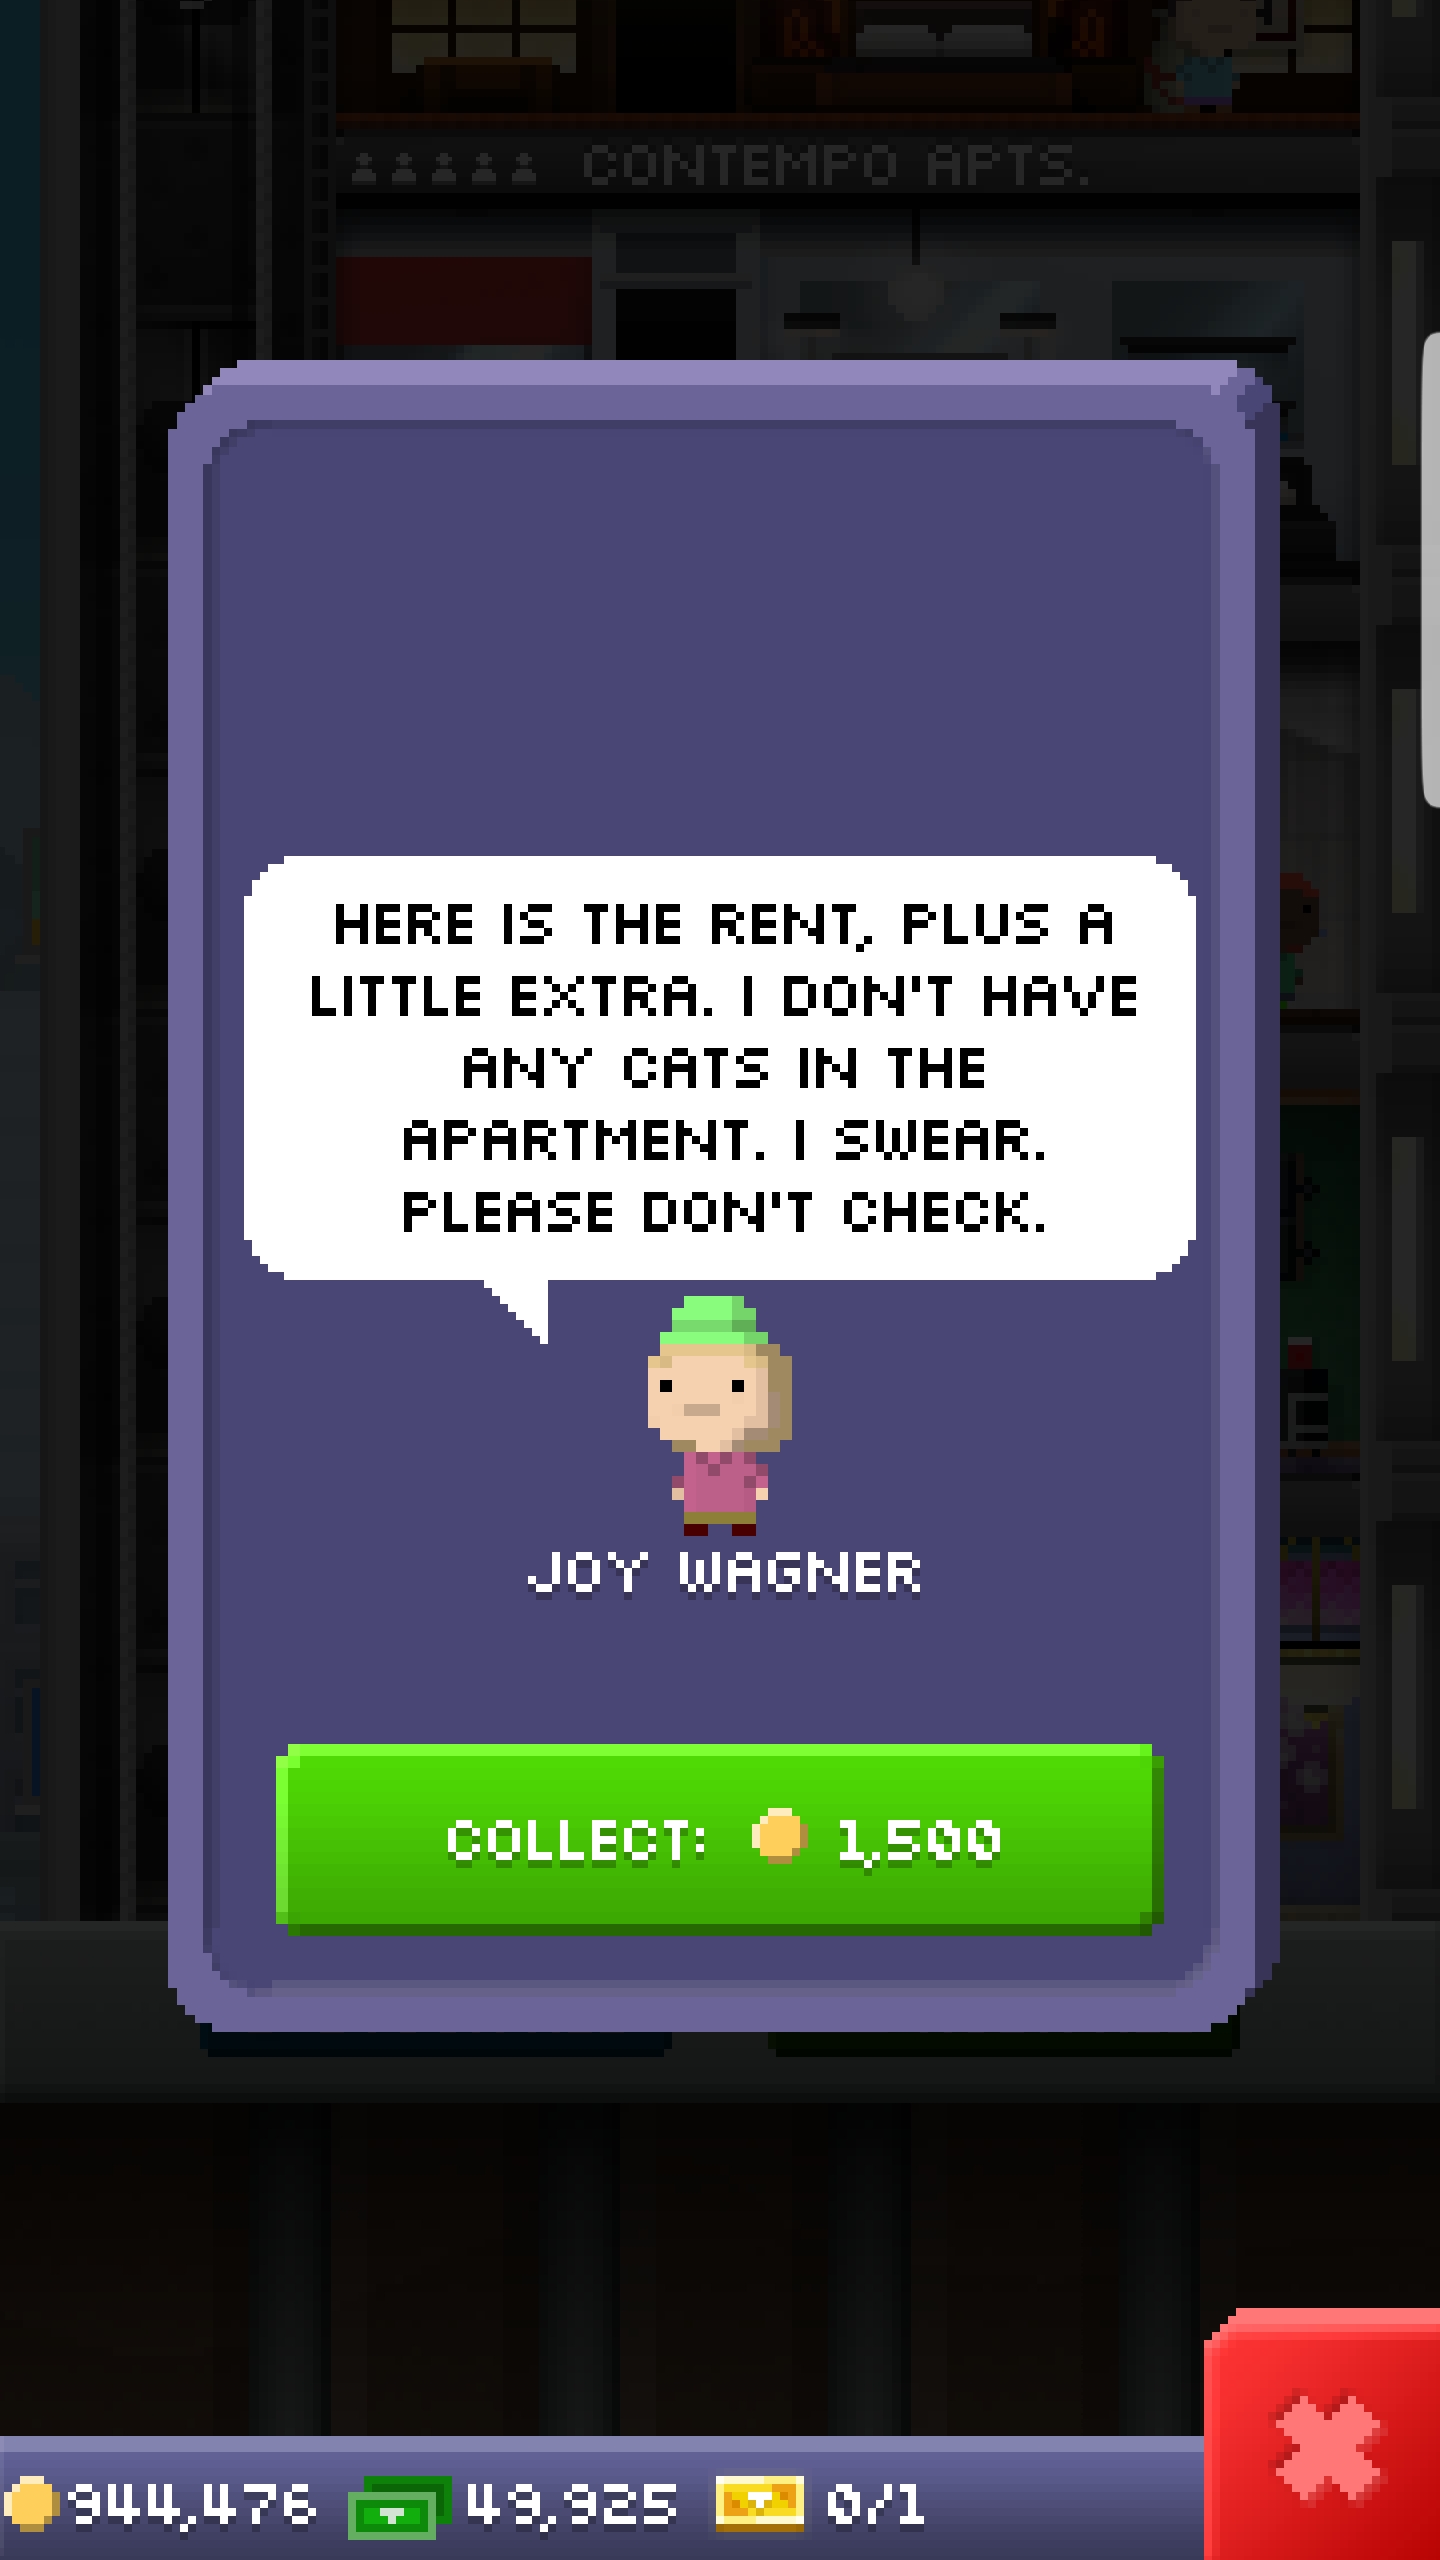 CONTEMPO APTS.
HERE IS THE RENT, PLUS A
LITTLE EXTRA. I DON'T HAVE
ANY CATS IN THE
APARTMENT. I SWEAR.
PLEASE DON'T CHECK.
JOY WAGNER
COLLECT: 1,500
944,476 49,925 0/1